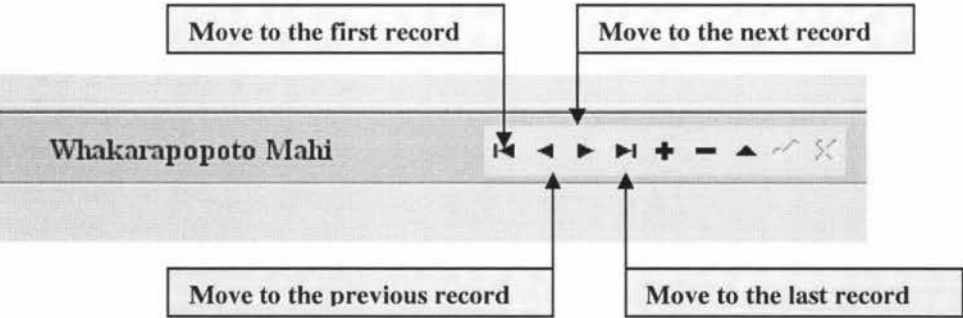 Move to the first record
Move to the next record
Whakarapopoto Mahi
Move to the previous record
Move to the last record